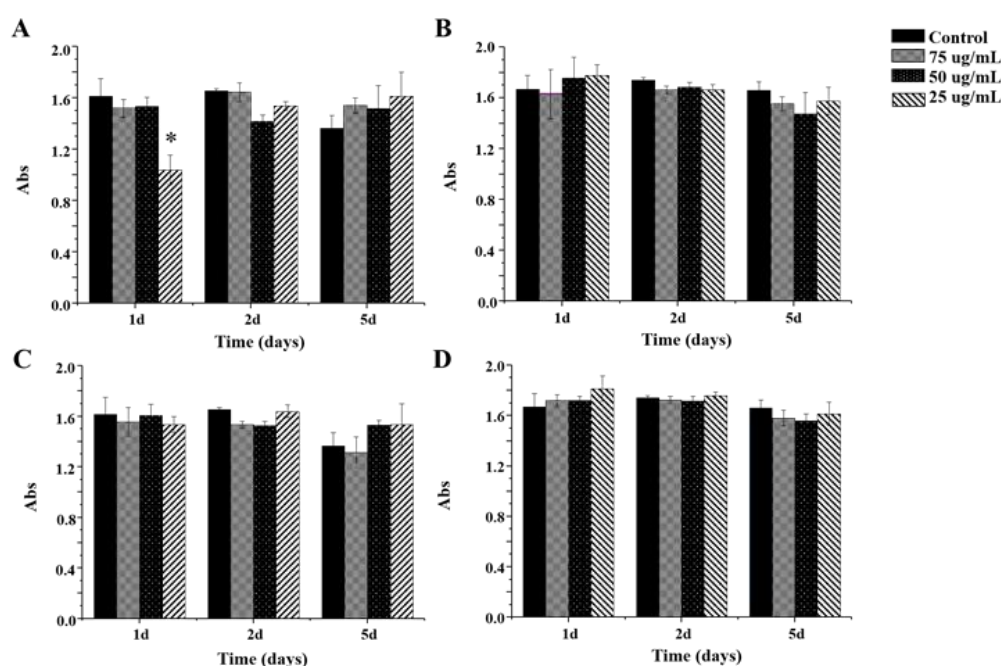 A
2.0
1.6
1.2
0.8
0.4
0.0
Abs
*
1d
2d
5d
Time (days)
B
2.0
1.6
1.2
0.8
0.4
0.0
Abs
1d
2d
5d
Time (days)
Control
75 ug/mL
50 ug/mL
25 ug/mL
C
2.0
1.6
1.2
0.8
0.4
0.0
Abs
1d
2d
5d
Time (days)
D
2.0
1.6
1.2
0.8
0.4
0.0
Abs
1d
2d
5d
Time (days)